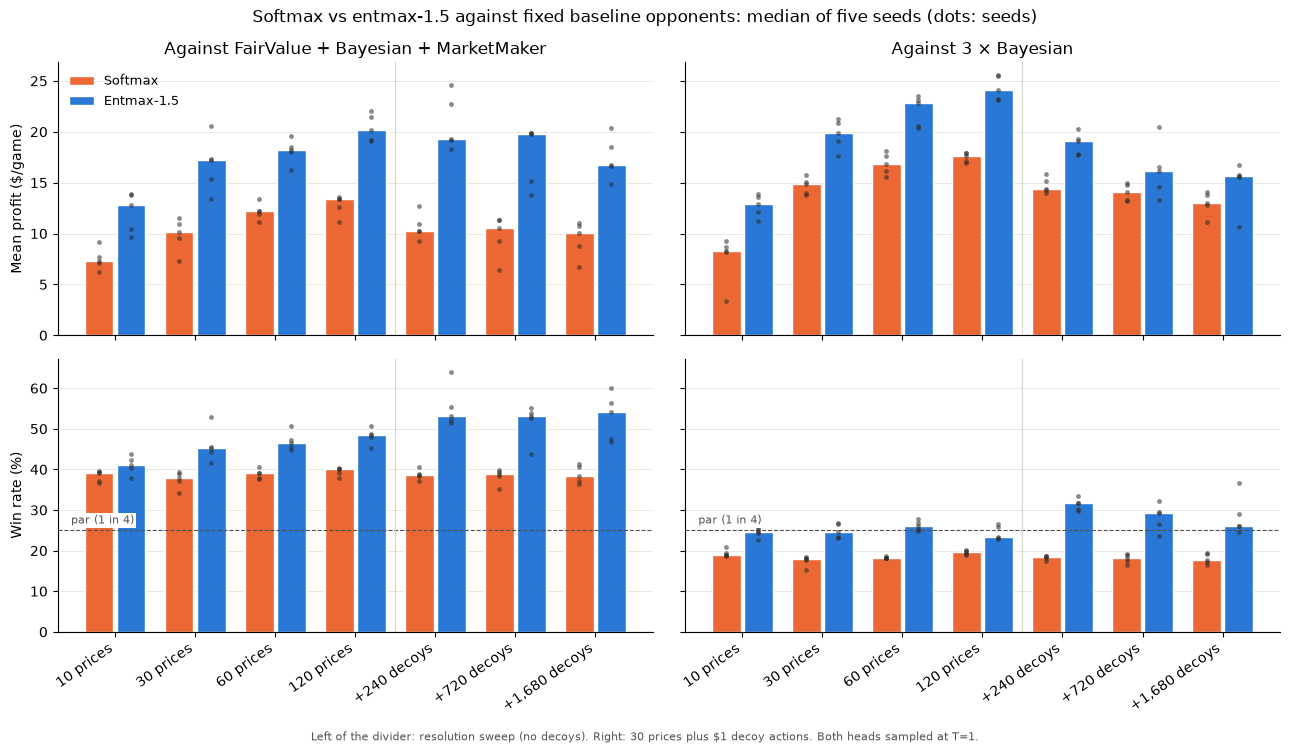 Softmax vs entmax-1.5 against fixed baseline opponents: median of five seeds (dots: seeds)
Against FairValue + Bayesian + MarketMaker
Against 3 × Bayesian
Softmax
Entmax-1.5
Mean profit ($/game)
25
20
15
10
5
0
Win rate (%)
60
50
40
30
20
10
0
par (1 in 4)
par (1 in 4)
10 prices
30 prices
60 prices
120 prices
+240 decoys
+720 decoys
+1,680 decoys
10 prices
30 prices
60 prices
120 prices
+240 decoys
+720 decoys
+1,680 decoys
Left of the divider: resolution sweep (no decoys). Right: 30 prices plus $1 decoy actions. Both heads sampled at T=1.